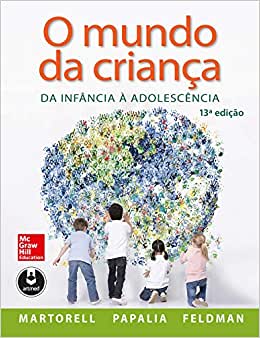 O mundo
da criança
DA INFÂNCIA À ADOLESCÊNCIA
13ª edição
Mc
Graw
Hill
Education
artmed
MARTORELL PAPALIA FELDMAN